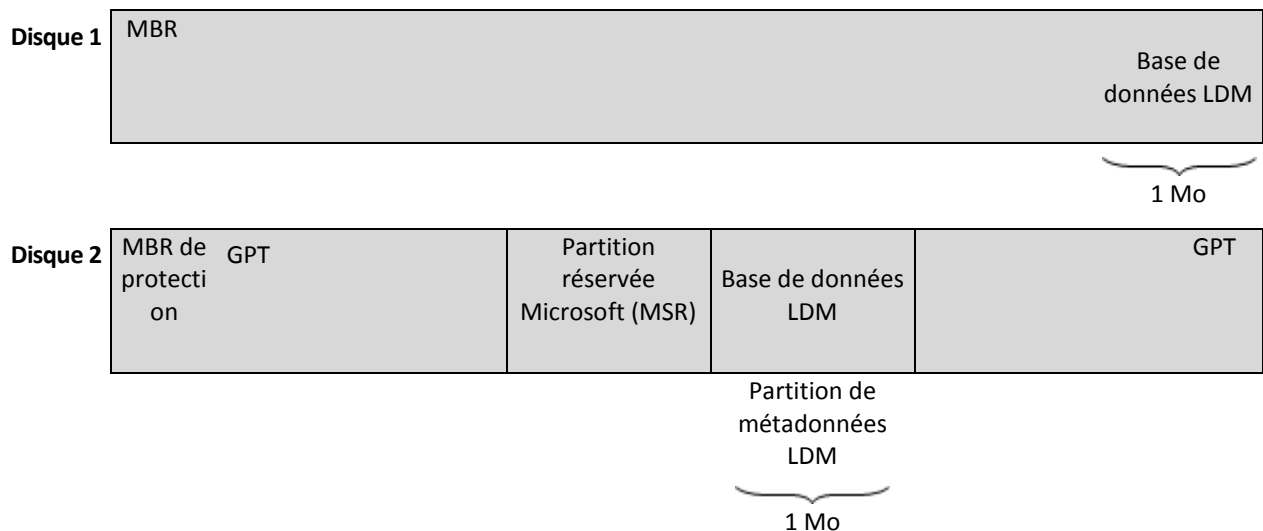 Disque 1
MBR
Base de
données LDM
1 Mo
Disque 2
MBR de
protecti
on
GPT
Partition
réservée
Microsoft (MSR)
Base de données
LDM
GPT
Partition de
métadonnées
LDM
1 Mo